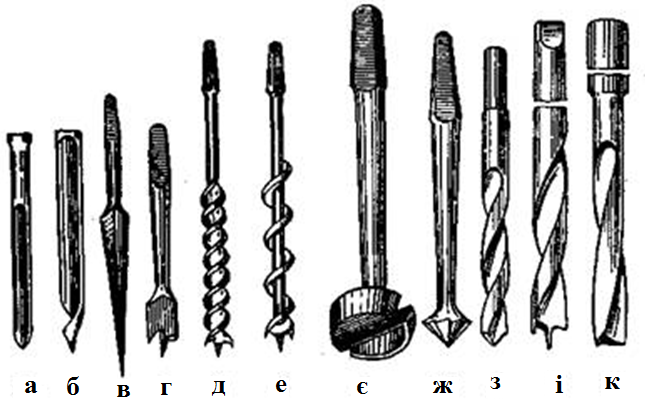 а б в г д е є ж з і к